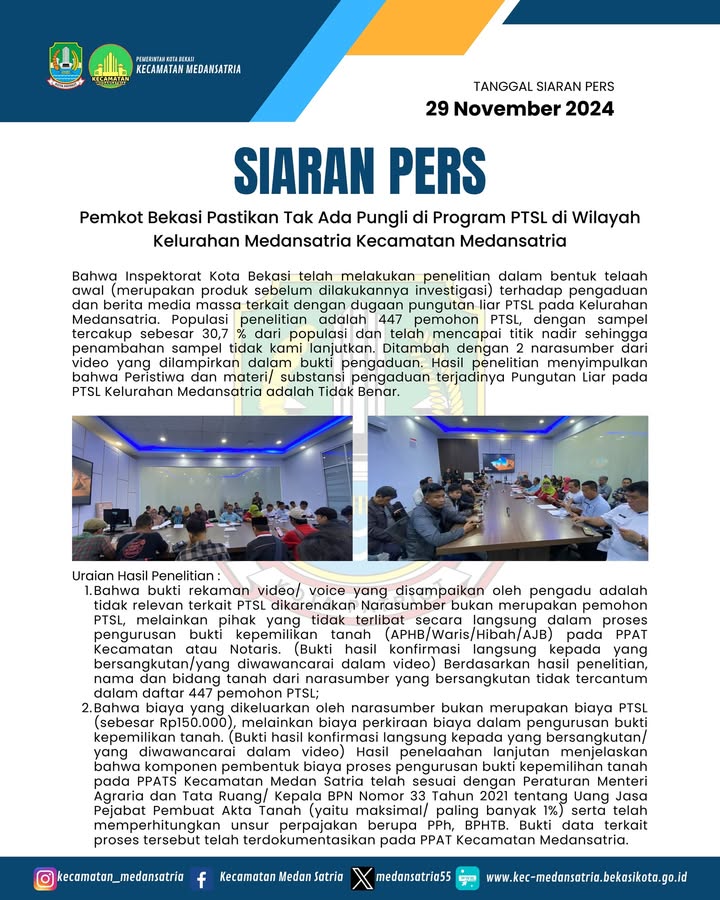 PEMERINTAH KOTA BEKASI
KECAMATAN MEDANSATRIA
KECAMATAN
TANGGAL SIARAN PERS
29 November 2024
SIARAN PERS
Pemkot Bekasi Pastikan Tak Ada Pungli di Program PTSL di Wilayah
Kelurahan Medansatria Kecamatan Medansatria
Bahwa Inspektorat Kota Bekasi telah melakukan penelitian dalam bentuk telaah
awal (merupakan produk sebelum dilakukannya investigasi) terhadap pengaduan
dan berita media massa terkait dengan dugaan pungutan liar PTSL pada Kelurahan
Medansatria. Populasi penelitian adalah 447 pemohon PTSL, dengan sampel
tercakup sebesar 30,7 % dari populasi dan telah mencapai titik nadir sehingga
penambahan sampel tidak kami lanjutkan. Ditambah dengan 2 narasumber dari
video yang dilampirkan dalam bukti pengaduan. Hasil penelitian menyimpulkan
bahwa Peristiwa dan materi/ substansi pengaduan terjadinya Pungutan Liar pada
PTSL Kelurahan Medansatria adalah Tidak Benar.
Uraian Hasil Penelitian :
1. Bahwa bukti rekaman video/ voice yang disampaikan oleh pengadu adalah
tidak relevan terkait PTSL dikarenakan Narasumber bukan merupakan pemohon
PTSL, melainkan pihak yang tidak terlibat secara langsung dalam proses
pengurusan bukti kepemilikan tanah (APHB/Waris/Hibah/AJB) pada PPAT
Kecamatan atau Notaris. (Bukti hasil konfirmasi langsung kepada yang
bersangkutan/yang diwawancarai dalam video) Berdasarkan hasil penelitian,
nama dan bidang tanah dari narasumber yang bersangkutan tidak tercantum
dalam daftar 447 pemohon PTSL;
2. Bahwa biaya yang dikeluarkan oleh narasumber bukan merupakan biaya PTSL
(sebesar Rp150.000), melainkan biaya perkiraan biaya dalam pengurusan bukti
kepemilikan tanah. (Bukti hasil konfirmasi langsung kepada yang bersangkutan/
yang diwawancarai dalam video) Hasil penelaahan lanjutan menjelaskan
bahwa komponen pembentuk biaya proses pengurusan bukti kepemilihan tanah
pada PPATS Kecamatan Medan Satria telah sesuai dengan Peraturan Menteri
Agraria dan Tata Ruang/ Kepala BPN Nomor 33 Tahun 2021 tentang Uang Jasa
Pejabat Pembuat Akta Tanah (yaitu maksimal/ paling banyak 1%) serta telah
memperhitungkan unsur perpajakan berupa PPh, BPHTB. Bukti data terkait
proses tersebut telah terdokumentasikan pada PPAT Kecamatan Medansatria.
kecamatan_medansatria
Kecamatan Medan Satria
medansatria55
www.kec-medansatria.bekasikota.go.id